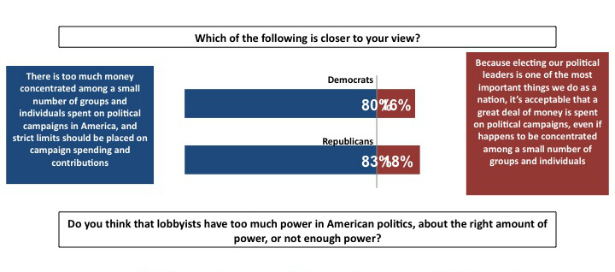 Which of the following is closer to your view?
There is too much money
concentrated among a small
number of groups and
individuals spent on political
campaigns in America, and
strict limits should be placed on
campaign spending and
contributions
Democrats
80% 16%
Republicans
83% 18%
Because electing our political
leaders is one of the most
important things we do as a
nation, it's acceptable that a
great deal of money is spent
on political campaigns, even if
happens to be concentrated
among a small number of
groups and individuals
Do you think that lobbyists have too much power in American politics, about the right amount of
power, or not enough power?